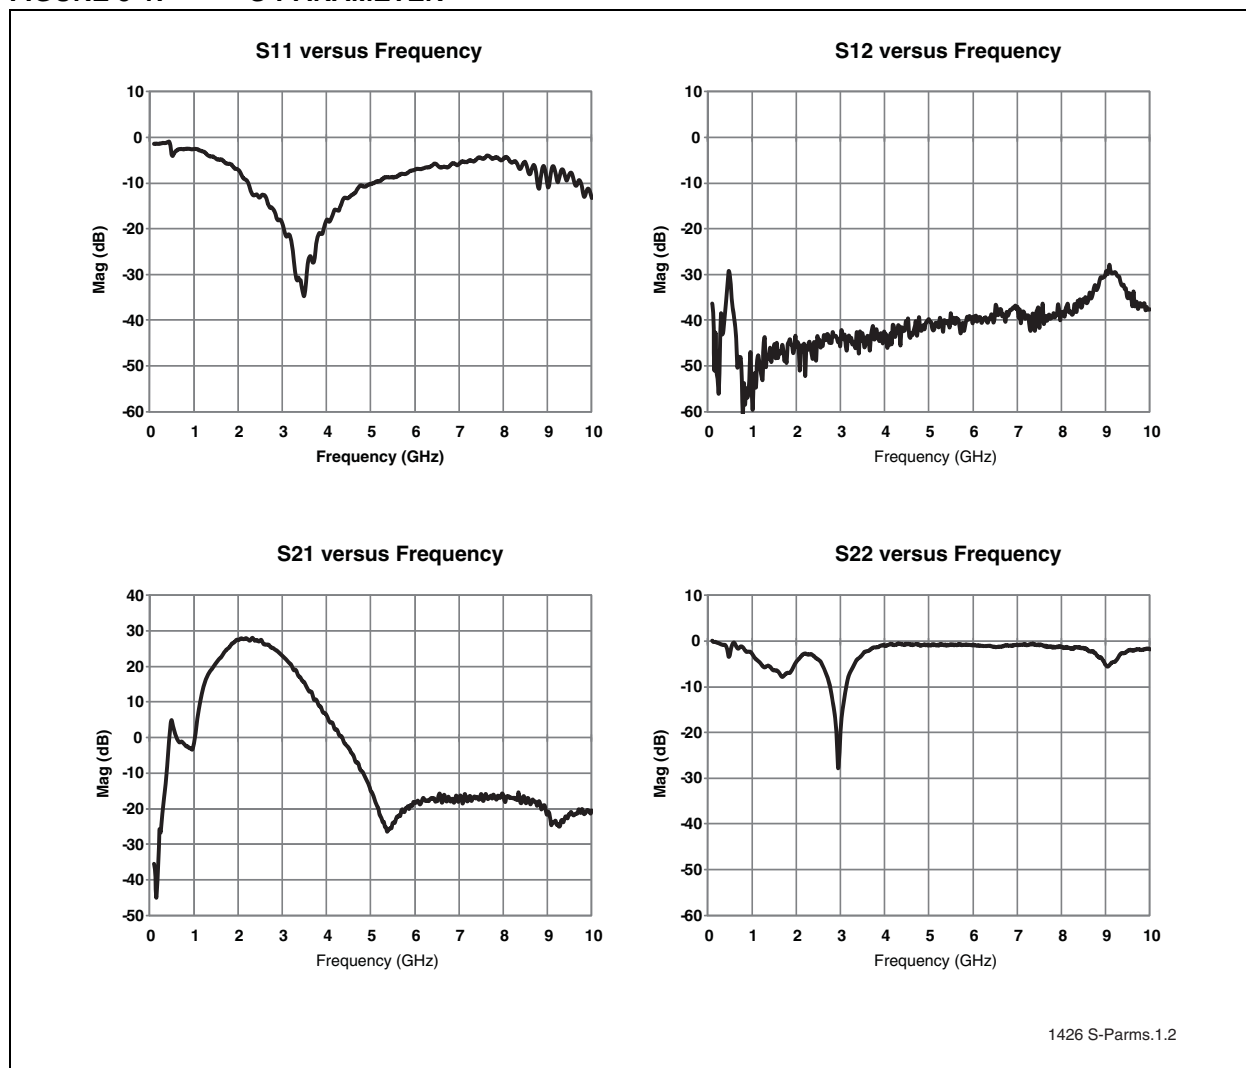 S11 versus Frequency
10
0
-10
-20
-30
-40
-50
-60
Mag (dB)
0 1 2 3 4 5 6 7 8 9 10
Frequency (GHz)
S12 versus Frequency
10
0
-10
-20
-30
-40
-50
-60
Mag (dB)
0 1 2 3 4 5 6 7 8 9 10
Frequency (GHz)
S21 versus Frequency
40
30
20
10
0
-10
-20
-30
-40
-50
Mag (dB)
0 1 2 3 4 5 6 7 8 9 10
Frequency (GHz)
S22 versus Frequency
10
0
-10
-20
-30
-40
-50
-60
Mag (dB)
0 1 2 3 4 5 6 7 8 9 10
Frequency (GHz)
1426 S-Parms.1.2